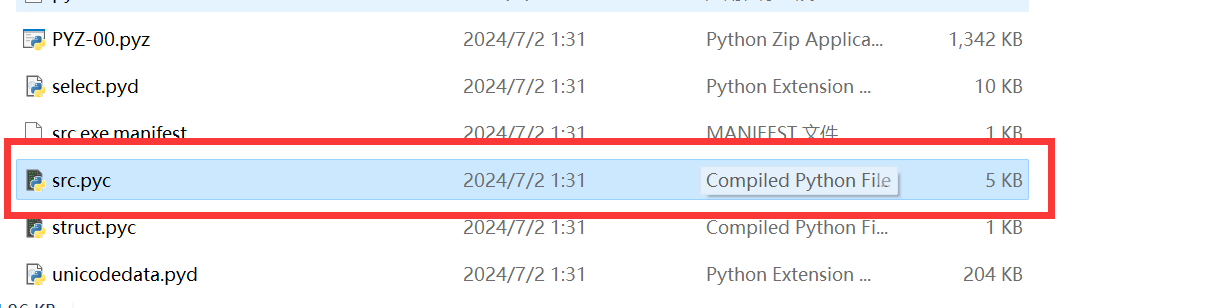 PYZ-00.pyz 2024/7/2 1:31 Python Zip Applica... 1,342 KB
select.pyd 2024/7/2 1:31 Python Extension ... 10 KB
src.exe.manifest 2024/7/2 1:31 MANIFEST 文件 1 KB
src.pyc 2024/7/2 1:31 Compiled Python File 5 KB
struct.pyc 2024/7/2 1:31 Compiled Python Fi... 1 KB
unicodedata.pyd 2024/7/2 1:31 Python Extension ... 204 KB